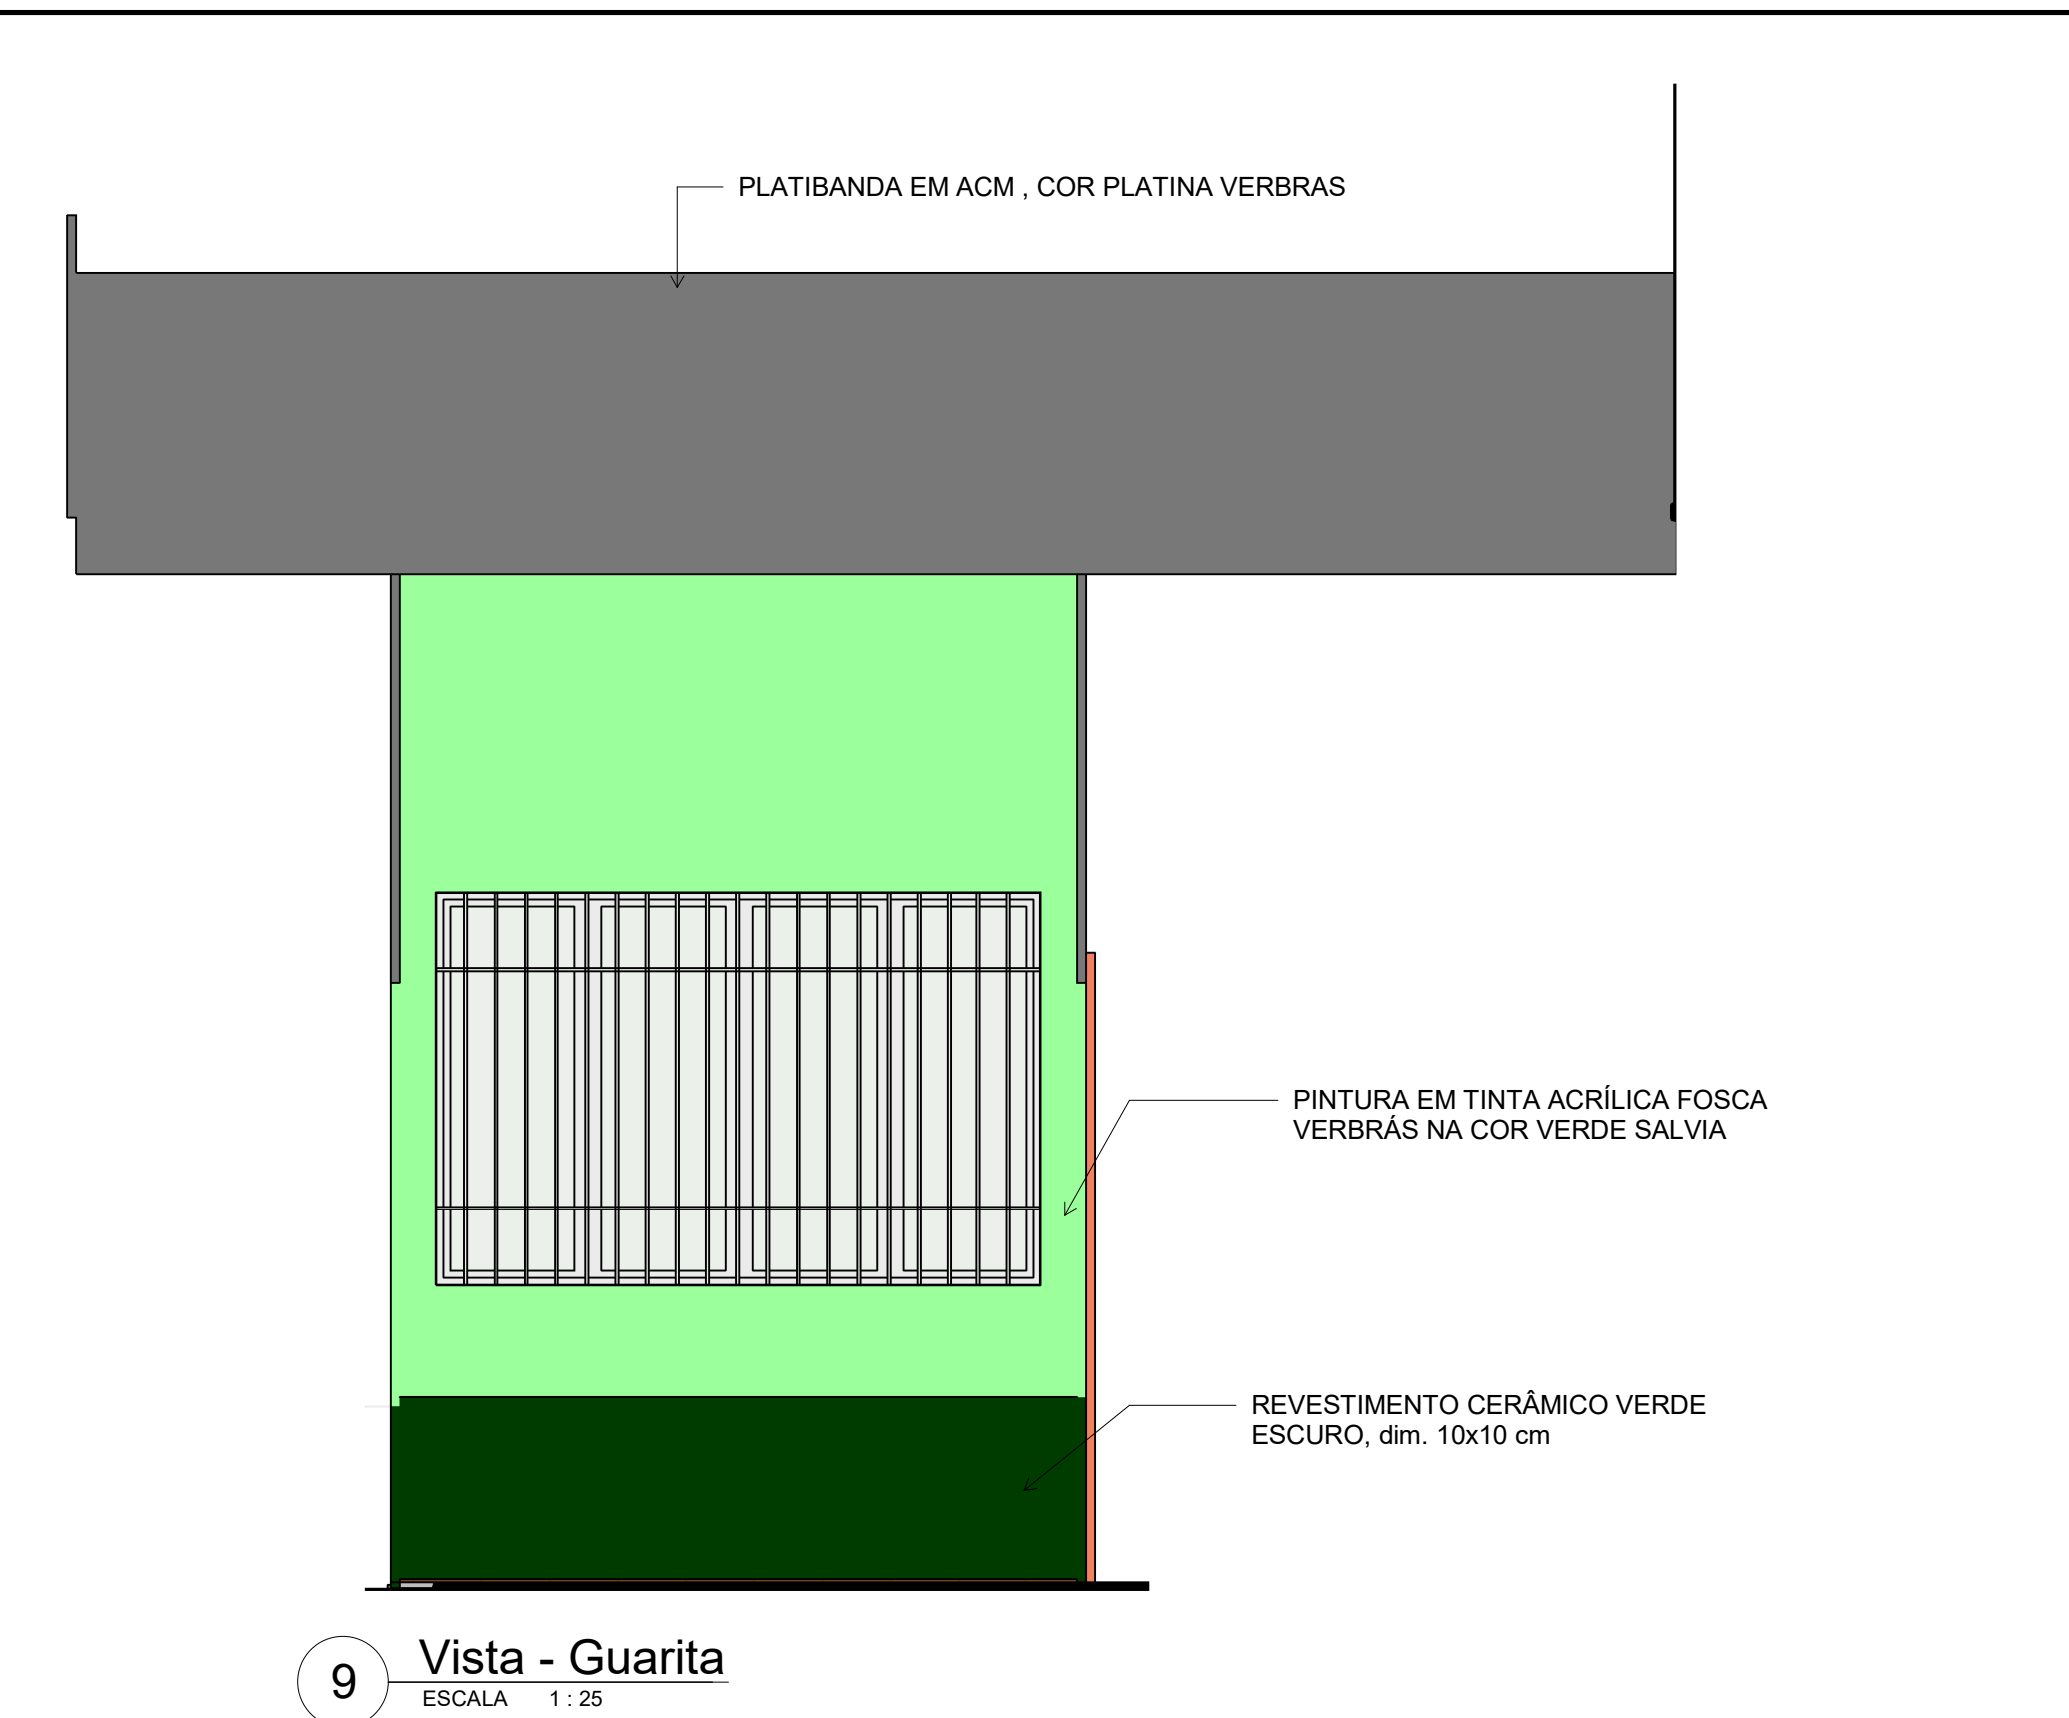 PLATIBANDA EM ACM , COR PLATINA VERBRAS
PINTURA EM TINTA ACRÍLICA FOSCA
VERBRÁS NA COR VERDE SALVIA
REVESTIMENTO CERÂMICO VERDE
ESCURO, dim. 10x10 cm
9
Vista - Guarita
ESCALA 1 : 25